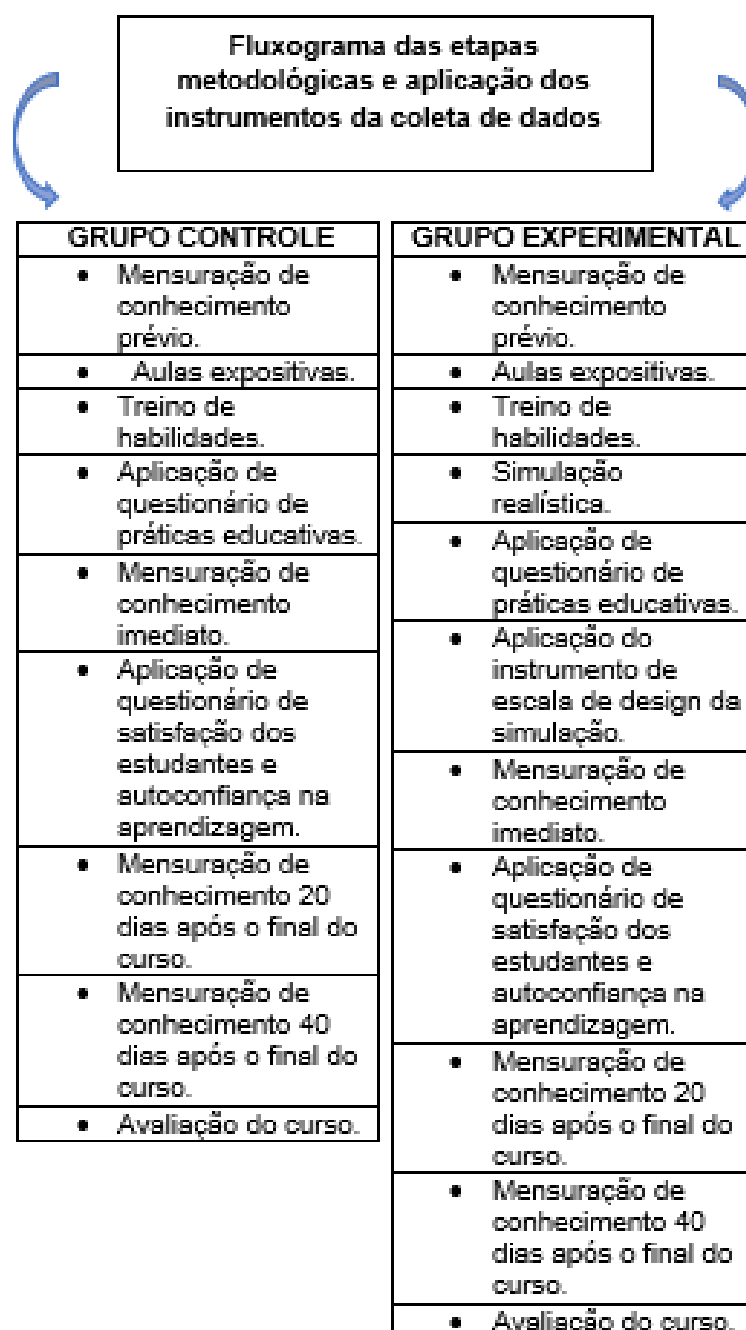 Fluxograma das etapas
metodológicas e aplicação dos
instrumentos da coleta de dados
GRUPO CONTROLE
• Mensuração de
conhecimento
prévio.
• Aulas expositivas.
• Treino de
habilidades.
• Aplicação de
questionário de
práticas educativas.
• Mensuração de
conhecimento
imediato.
• Aplicação de
questionário de
satisfação dos
estudantes e
autoconfiança na
aprendizagem.
• Mensuração de
conhecimento 20
dias após o final do
curso.
• Mensuração de
conhecimento 40
dias após o final do
curso.
• Avaliação do curso.
GRUPO EXPERIMENTAL
• Mensuração de
conhecimento
prévio.
• Aulas expositivas.
• Treino de
habilidades.
• Simulação
realística.
• Aplicação de
questionário de
práticas educativas.
• Aplicação do
instrumento de
escala de design da
simulação.
• Mensuração de
conhecimento
imediato.
• Aplicação de
questionário de
satisfação dos
estudantes e
autoconfiança na
aprendizagem.
• Mensuração de
conhecimento 20
dias após o final do
curso.
• Mensuração de
conhecimento 40
dias após o final do
curso.
• Avaliação do curso.